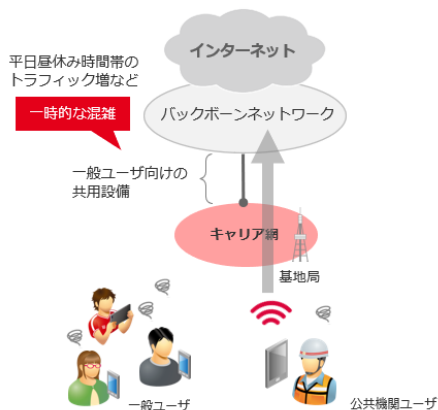 インターネット
平日昼休み時間帯の
トラフィック増など
一時的な混雑
バックボーンネットワーク
一般ユーザ向けの
共用設備
キャリア網
基地局
一般ユーザ
公共機関ユーザ